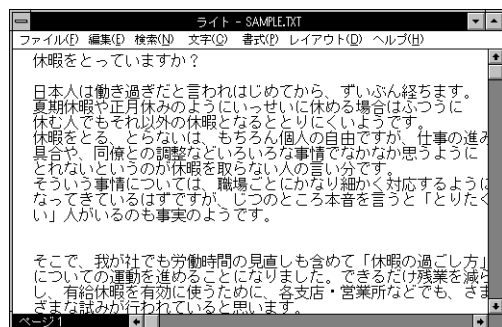 ライト - SAMPLE.TXT
ファイル(F) 編集(E) 検索(N) 文字(C) 書式(P) レイアウト(D) ヘルプ(H)
休暇をとっていますか？
日本人は働き過ぎだと言われはじめてから、ずいぶん経ちます。
夏期休暇や正月休みのようにいっせいに休める場合はふつうに
休む人でもそれ以外の休暇となるととりにくいようです。
休暇をとる、とらないは、もちろん個人の自由ですが、仕事の進み
具合や、同僚との調整などいろいろな事情でなかなか思うように
とれないというのが休暇を取らない人の言い分です。
そういう事情については、職場ごとにかなり細かく対応するように
なってきているはずですが、じつのところ本音を言うと「とりたく
い」人がいるのも事実のようです。
そこで、我が社でも労働時間の見直しも含めて「休暇の過ごし方」
についての運動を進めることになりました。できるだけ残業を減ら
し、有給休暇を有効に使うために、各支店・営業所などでも、さま
ざまな試みが行われていると思います。
ページ 1